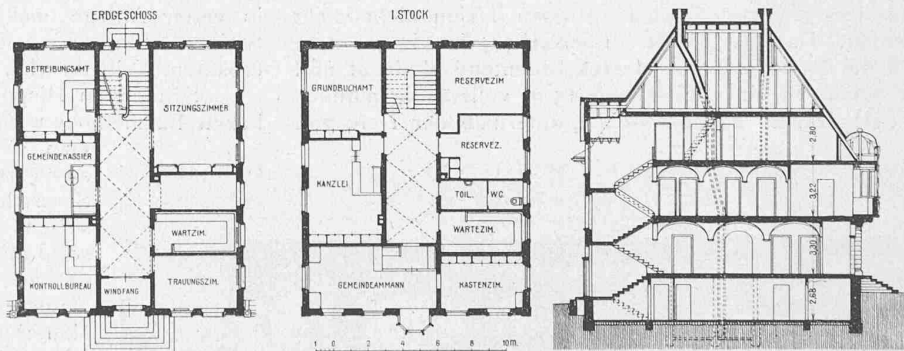 ERDGESCHOSS
BETREIBUNGSAMT
SITZUNGSZIMMER
GEMEINDEKASSIER
WARTZIM.
KONTROLLBUREAU
WINDFANG
TRAUUNGSZIM.
I.STOCK
GRUNDBUCHAMT
RESERVEZIM
RESERVEZ.
KANZLEI
TOIL.
W.C.
WARTEZIM.
GEMEINDEAMMANN
KASTENZIM.
1 0 2 4 6 8 10m.
2,80
3,22
3,30
2,68